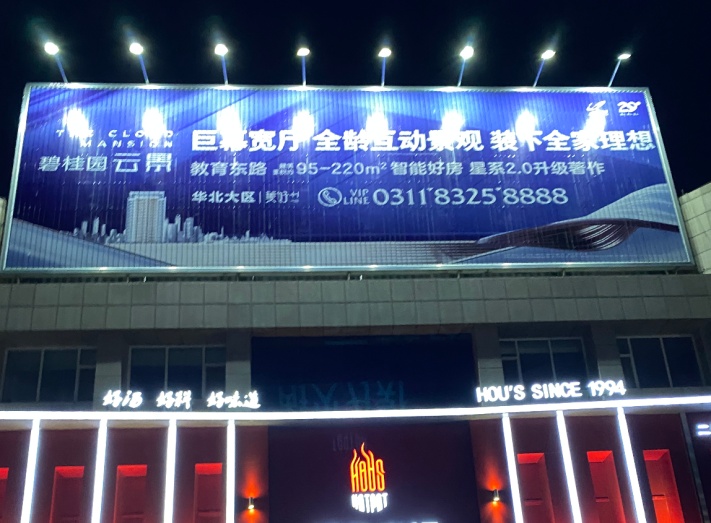 THE CLOUD
MANSION
碧桂园 云景
巨幕宽厅 全龄互动景观 装下全家理想
教育东路 95-220m² 智能好房 星系2.0升级著作
华北大区
VIP
LINE 0311 8325 8888
好汤 好料 好味道
HOU'S SINCE 1994
HOUS
HOTPOT